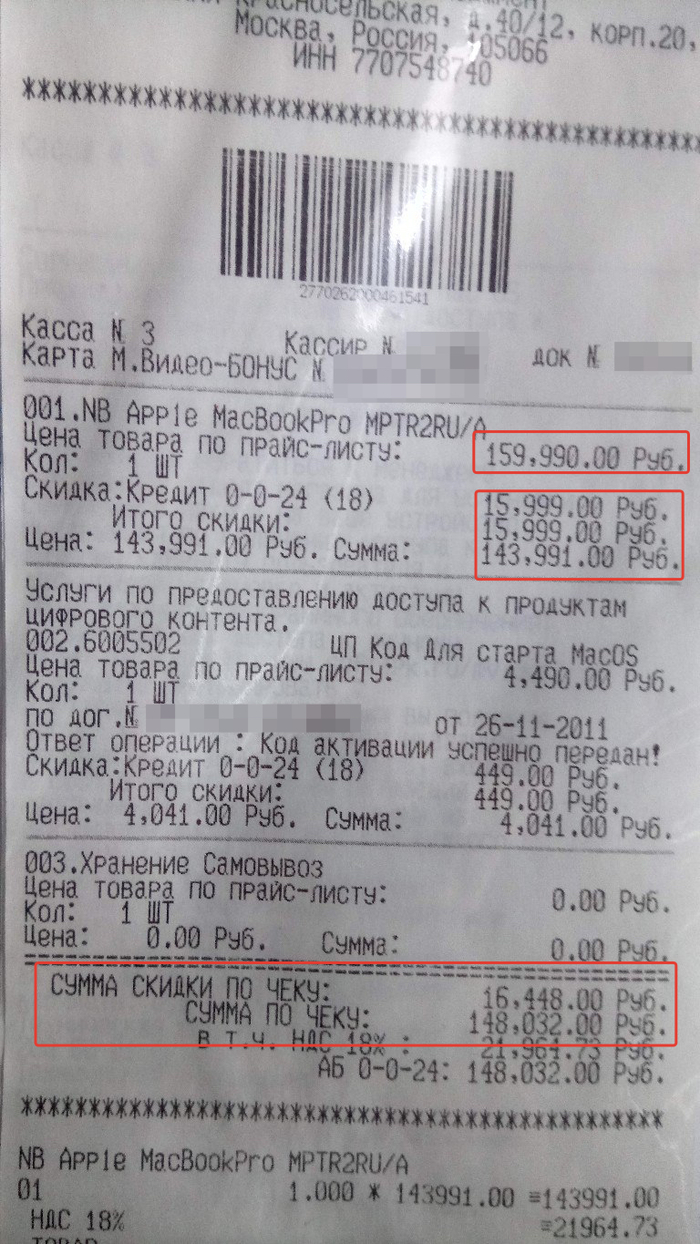 Красносельская, д.40/12, корп.20,
Москва, Россия, 105066
ИНН 7707548740
****************************************************
2770262000461541
Касса № 3 Кассир № док №
Карта М.Видео-БОНУС №
001.NB Apple MacBookPro MPTR2RU/A
Цена товара по прайс-листу: 159,990.00 Руб.
Кол: 1 ШТ
Скидка:Кредит 0-0-24 (18) 15,999.00 Руб.
Итого скидки: 15,999.00 Руб.
Цена: 143,991.00 Руб. Сумма: 143,991.00 Руб.
Услуги по предоставлению доступа к продуктам
цифрового контента.
002.6005502 ЦП Код Для старта MacOS
Цена товара по прайс-листу: 4,490.00 Руб.
Кол: 1 ШТ
по дог.№ от 26-11-2011
Ответ операции : Код активации успешно передан!
Скидка:Кредит 0-0-24 (18) 449.00 Руб.
Итого скидки: 449.00 Руб.
Цена: 4,041.00 Руб. Сумма: 4,041.00 Руб.
003.Хранение Самовывоз
Цена товара по прайс-листу: 0.00 Руб.
Кол: 1 ШТ
Цена: 0.00 Руб. Сумма: 0.00 Руб.
====================================================
СУММА СКИДКИ ПО ЧЕКУ: 16,448.00 Руб.
СУММА ПО ЧЕКУ: 148,032.00 Руб.
В Т.Ч. НДС 18% : 21,964.73 Руб.
АБ 0-0-24: 148,032.00 Руб.
****************************************************
NB Apple MacBookPro MPTR2RU/A
01 1.000 * 143991.00 =143991.00
НДС 18% =21964.73
ТОВАР